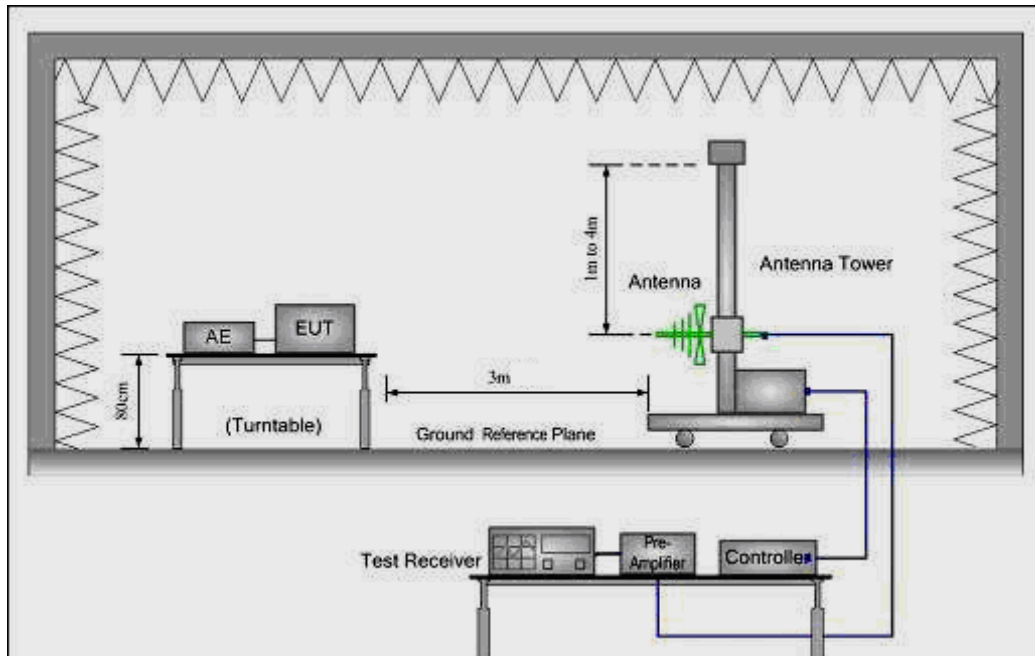 1m to 4m
Antenna
Antenna Tower
AE
EUT
80cm
3m
(Turntable)
Ground Reference Plane
Test Receiver
Pre-
Amplifier
Controller